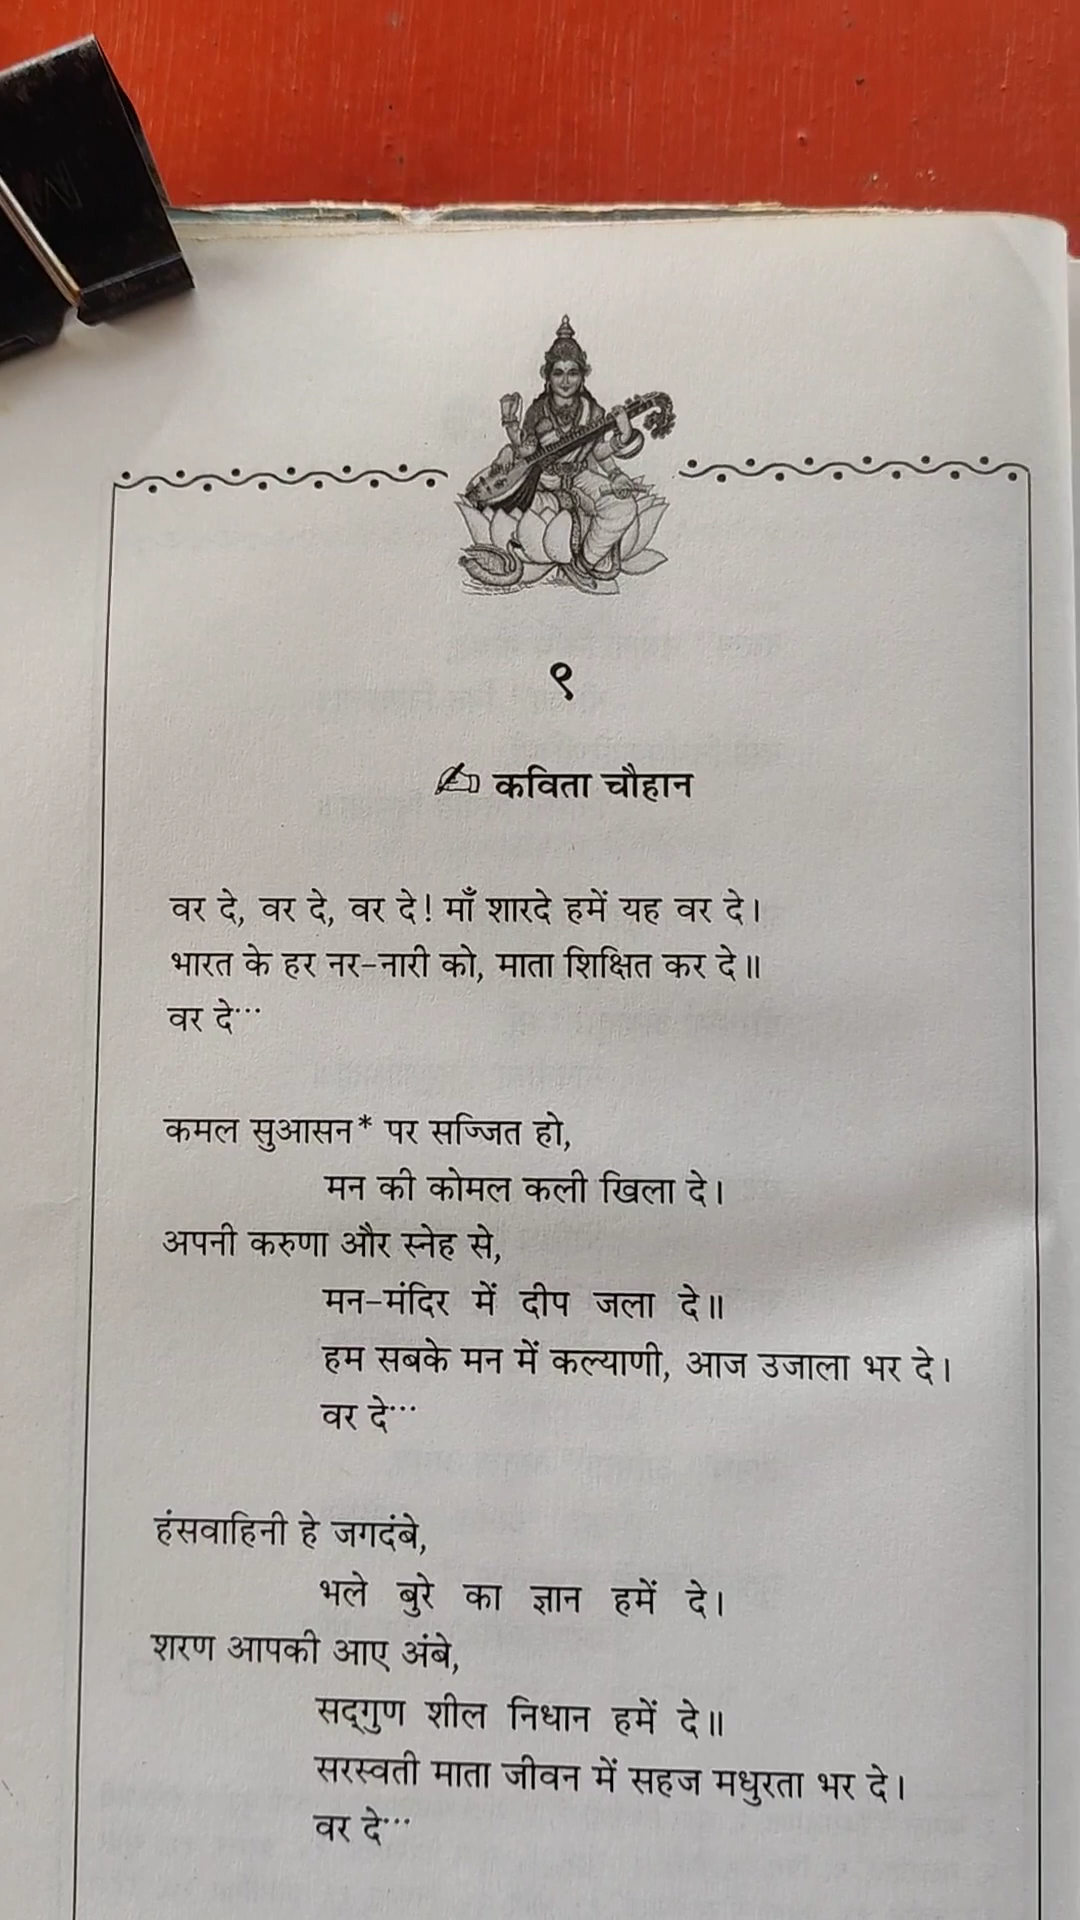 ९
कविता चौहान
वर दे, वर दे, वर दे! माँ शारदे हमें यह वर दे।
भारत के हर नर-नारी को, माता शिक्षित कर दे॥
वर दे...
कमल सुआसन* पर सज्जित हो,
मन की कोमल कली खिला दे।
अपनी करुणा और स्नेह से,
मन-मंदिर में दीप जला दे॥
हम सबके मन में कल्याणी, आज उजाला भर दे।
वर दे...
हंसवाहिनी हे जगदंबे,
भले बुरे का ज्ञान हमें दे।
शरण आपकी आए अंबे,
सद्‌गुण शील निधान हमें दे॥
सरस्वती माता जीवन में सहज मधुरता भर दे।
वर दे...